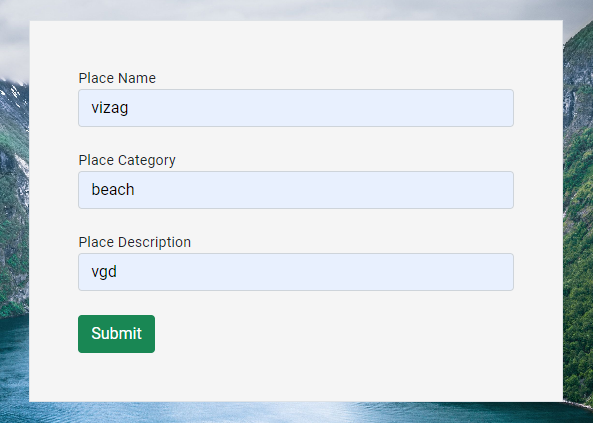 Place Name
vizag
Place Category
beach
Place Description
vgd
Submit